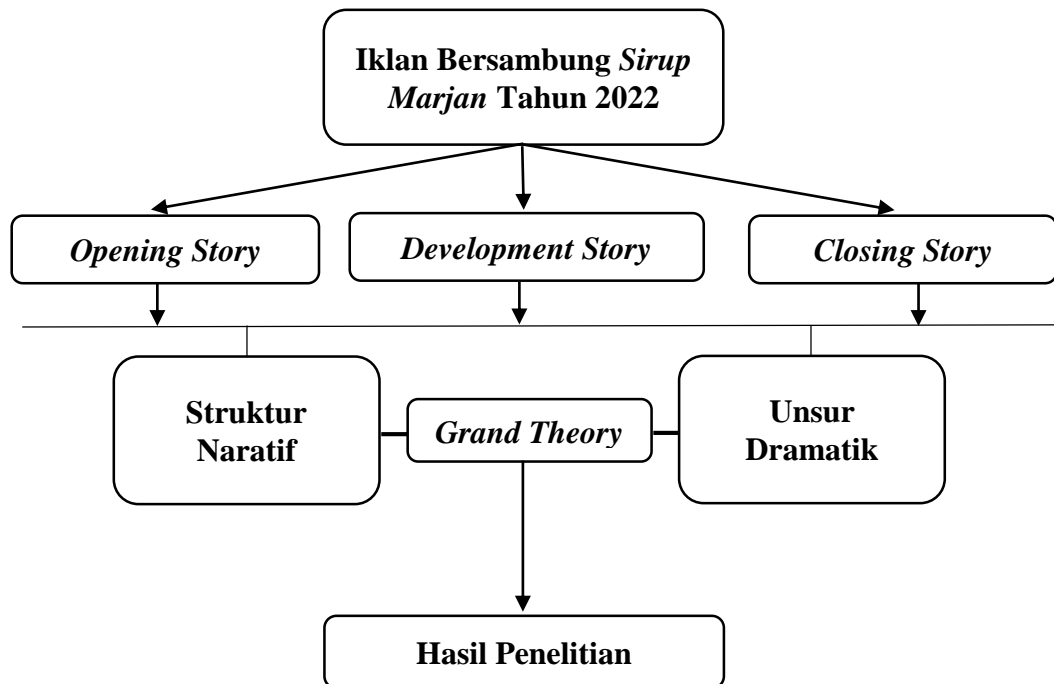 Iklan Bersambung Sirup
Marjan Tahun 2022
Opening Story
Development Story
Closing Story
Struktur
Naratif
Grand Theory
Unsur
Dramatik
Hasil Penelitian